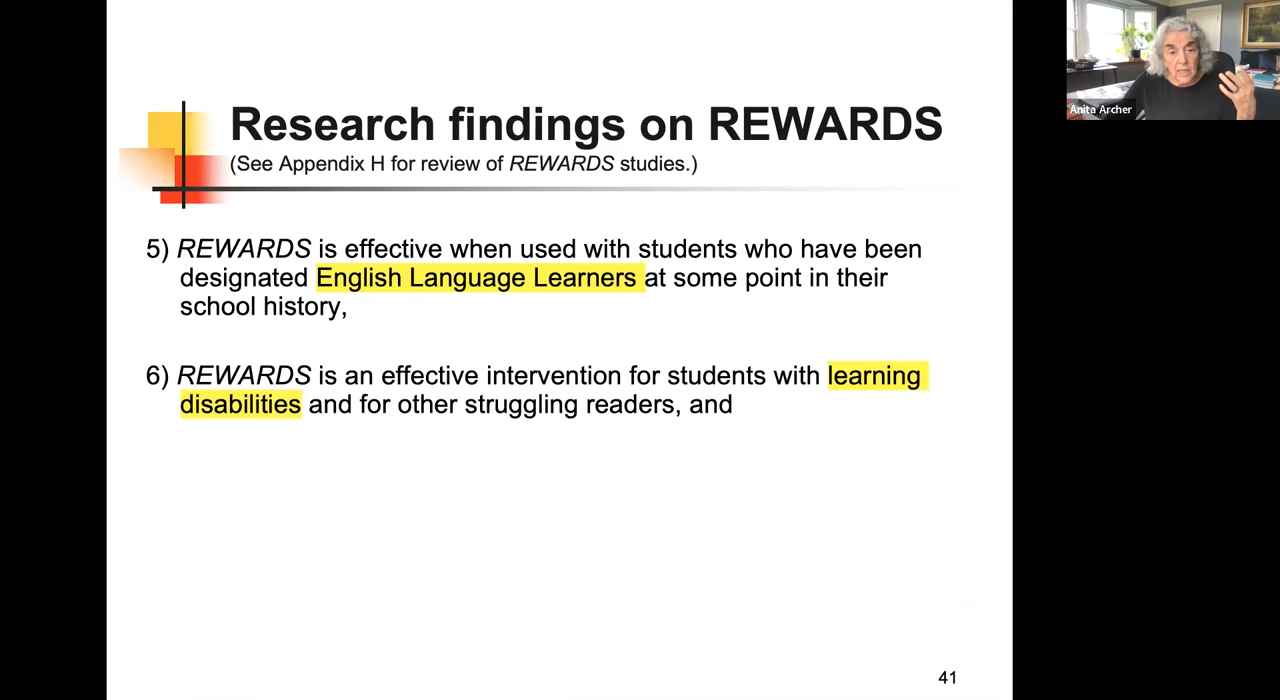 Research findings on REWARDS
(See Appendix H for review of REWARDS studies.)
5) REWARDS is effective when used with students who have been
designated English Language Learners at some point in their
school history,
6) REWARDS is an effective intervention for students with learning
disabilities and for other struggling readers, and
41
Anita Archer